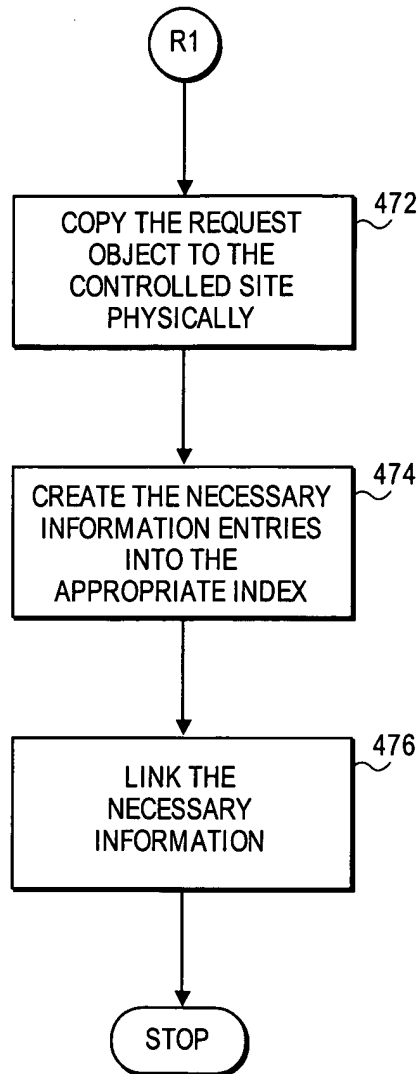 R1
472
COPY THE REQUEST
OBJECT TO THE
CONTROLLED SITE
PHYSICALLY
474
CREATE THE NECESSARY
INFORMATION ENTRIES
INTO THE
APPROPRIATE INDEX
476
LINK THE
NECESSARY
INFORMATION
STOP